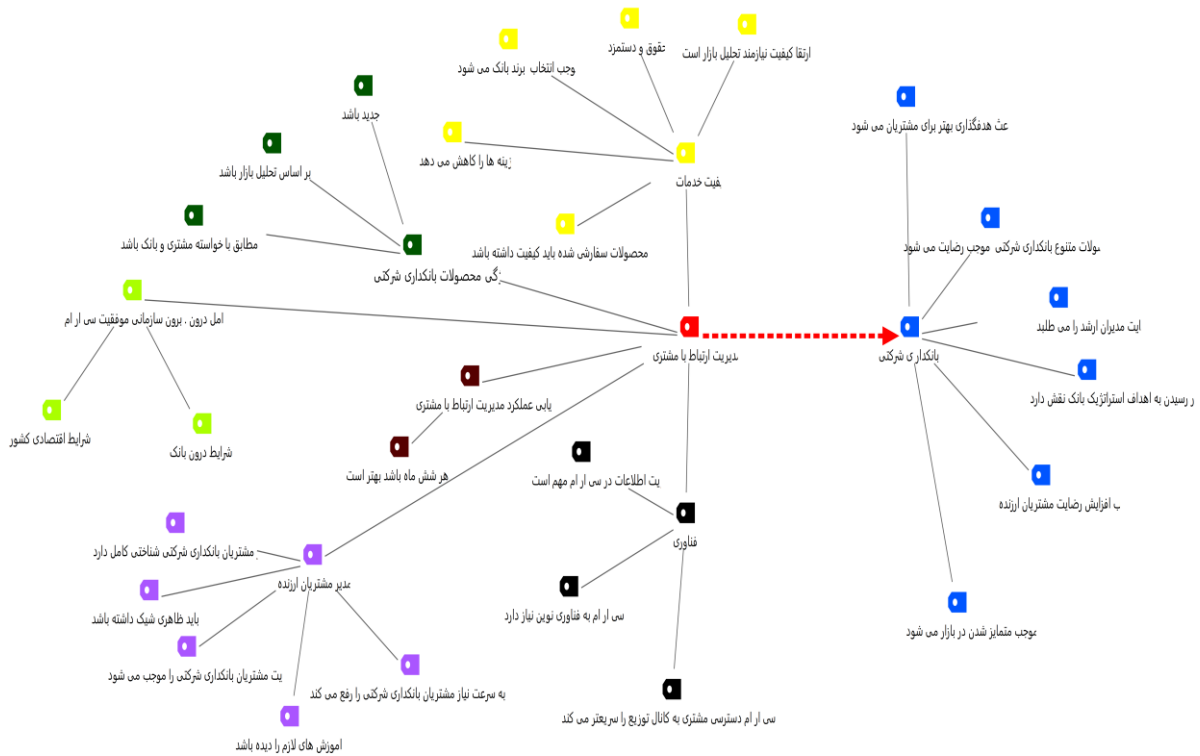 ارتقا کیفیت نیازمند تحلیل بازار است
حقوق و دستمزد
وجب انتخاب برند بانک می شود
زینه ها را کاهش می دهد
یفیت خدمات
محصولات سفارشی شده باید کیفیت داشته باشد
جدید باشد
بر اساس تحلیل بازار باشد
مطابق با خواسته مشتری و بانک باشد
ژگی محصولات بانکداری شرکتی
امل درون . برون سازمانی موفقیت سی ار ام
شرایط اقتصادی کشور
شرایط درون بانک
مدیریت ارتباط با مشتری
یابی عملکرد مدیریت ارتباط با مشتری
هر شش ماه باشد بهتر است
عث هدفگذاری بهتر برای مشتریان می شود
صولات متنوع بانکداری شرکتی موجب رضایت می شود
ایت مدیران ارشد را می طلبد
بانکدار ی شرکتی
ر رسیدن به اهداف استراتژیک بانک نقش دارد
ب افزایش رضایت مشتریان ارزنده
موجب متمایز شدن در بازار می شود
یت اطلاعات در سی ار ام مهم است
فناوری
سی ار ام به فناوری نوین نیاز دارد
سی ار ام دسترسی مشتری به کانال توزیع را سریعتر می کند
ز مشتریان بانکداری شرکتی شناختی کامل دارد
مدیر مشتریان ارزنده
باید ظاهری شیک داشته باشد
یت مشتریان بانکداری شرکتی را موجب می شود
به سرعت نیاز مشتریان بانکداری شرکتی را رفع می کند
اموزش های لازم را دیده باشد